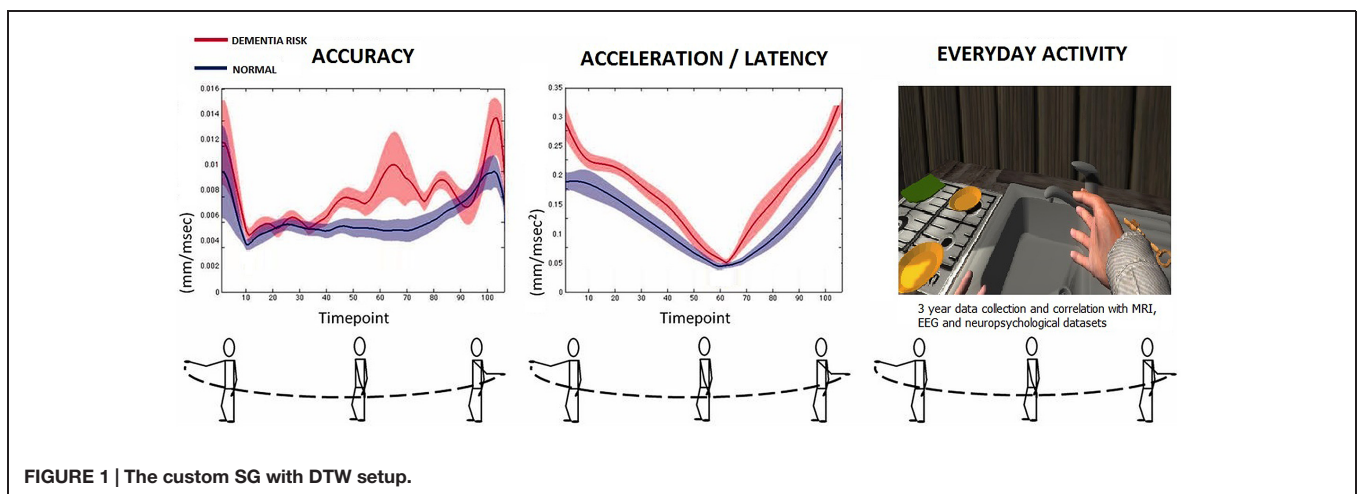 DEMENTIA RISK
NORMAL
ACCURACY
0.016
0.014
0.012
0.01
0.008
0.006
0.004
0.002
0
(mm/msec)
10 20 30 40 50 60 70 80 90 100
Timepoint
ACCELERATION / LATENCY
0.35
0.3
0.25
0.2
0.15
0.1
0.05
0
(mm/msec²)
10 20 30 40 50 60 70 80 90 100
Timepoint
EVERYDAY ACTIVITY
3 year data collection and correlation with MRI,
EEG and neuropsychological datasets
FIGURE 1 | The custom SG with DTW setup.